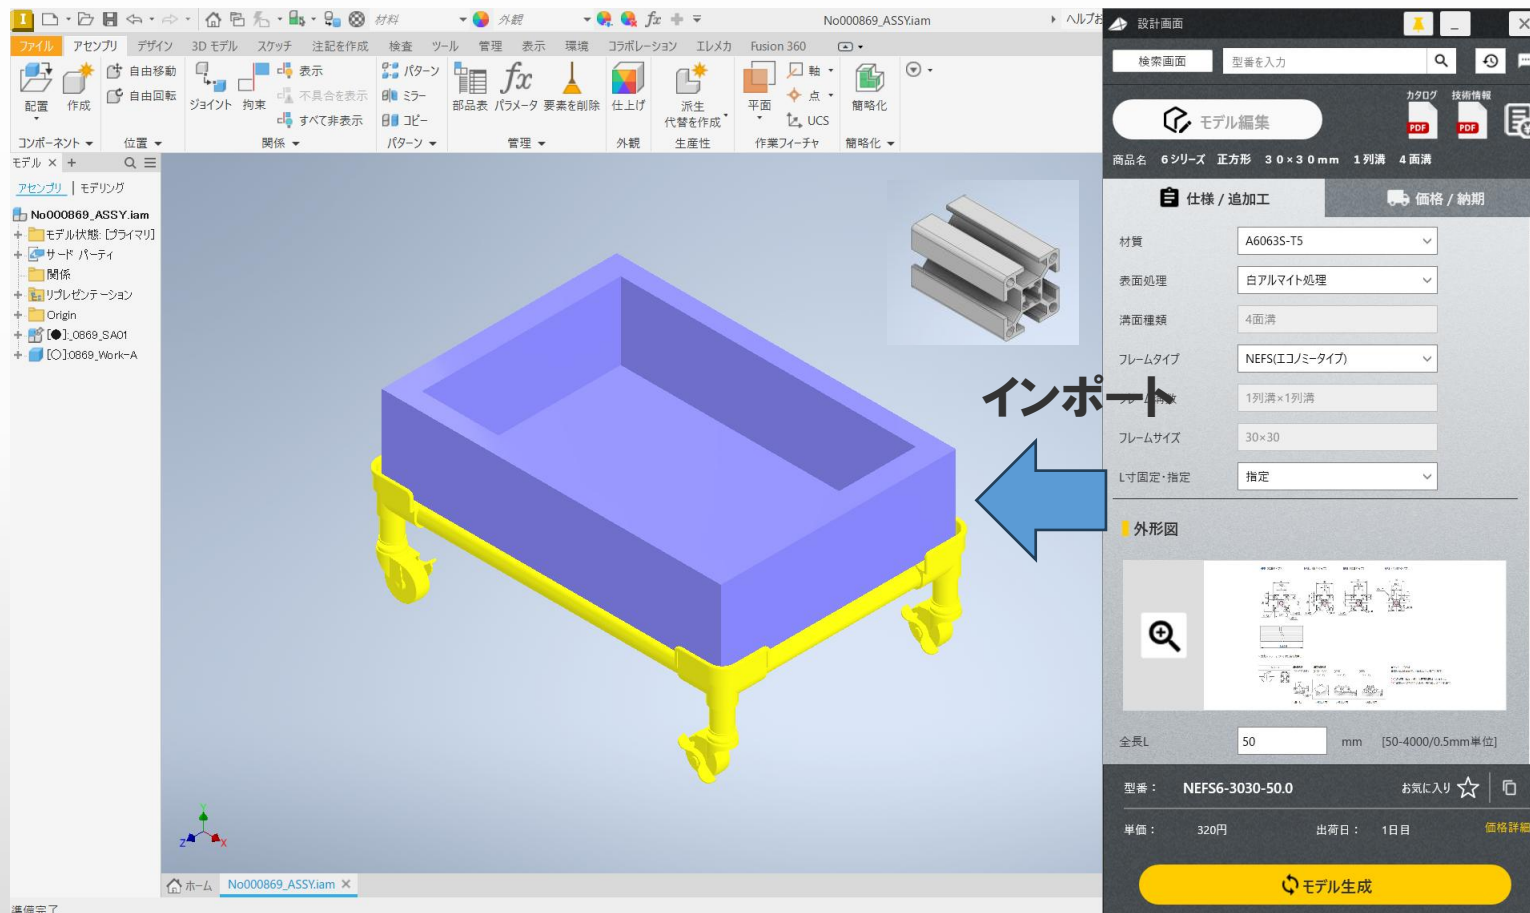 材料
外観
No000869_ASSY.iam
ヘルプお
ファイル アセンブリ デザイン 3D モデル スケッチ 注記を作成 検査 ツール 管理 表示 環境 コラボレーション エレメカ Fusion 360
配置
作成
自由移動
自由回転
ジョイント
拘束
表示
不具合を表示
すべて非表示
パターン
ミラー
コピー
部品表
パラメータ
要素を削除
仕上げ
派生
代替を作成
平面
軸
点
UCS
簡略化
コンポーネント 位置 関係 パターン 管理 外観 生産性 作業フィーチャ 簡略化
モデル × +
アセンブリ | モデリング
No000869_ASSY.iam
モデル状態: [プライマリ]
サード パーティ
関係
リプレゼンテーション
Origin
[●]:_0869_SA01
[○]:0869_Work-A
インポート
Y
Z
X
ホーム
No000869_ASSY.iam ×
準備完了
設計画面
検索画面
型番を入力
モデル編集
カタログ
PDF
技術情報
PDF
商品名 6シリーズ 正方形 30×30mm 1列溝 4面溝
仕様 / 追加工
価格 / 納期
材質 A6063S-T5
表面処理 白アルマイト処理
溝面種類 4面溝
フレームタイプ NEFS(エコノミータイプ)
1列溝×1列溝
フレームサイズ 30×30
L寸固定・指定 指定
外形図
全長L 50 mm [50-4000/0.5mm単位]
型番： NEFS6-3030-50.0 お気に入り
単価： 320円 出荷日： 1日目 価格詳細
モデル生成